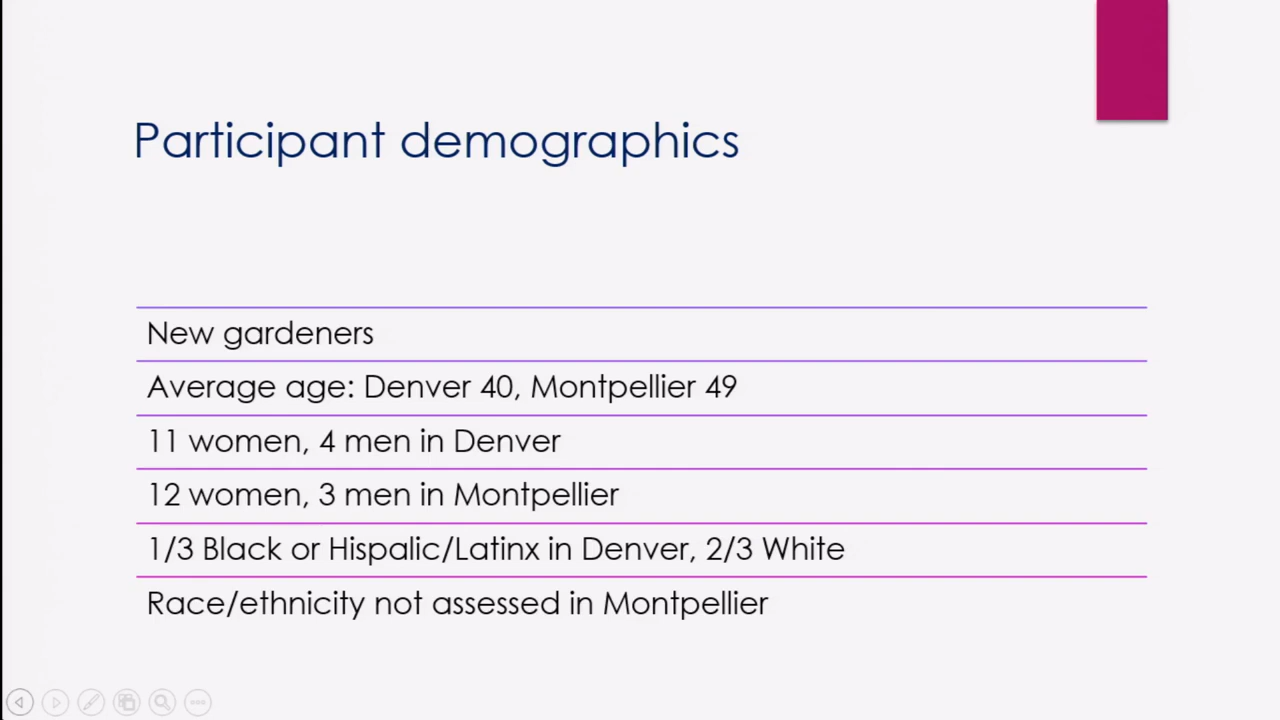 Participant demographics
New gardeners
Average age: Denver 40, Montpellier 49
11 women, 4 men in Denver
12 women, 3 men in Montpellier
1/3 Black or Hispalic/Latinx in Denver, 2/3 White
Race/ethnicity not assessed in Montpellier